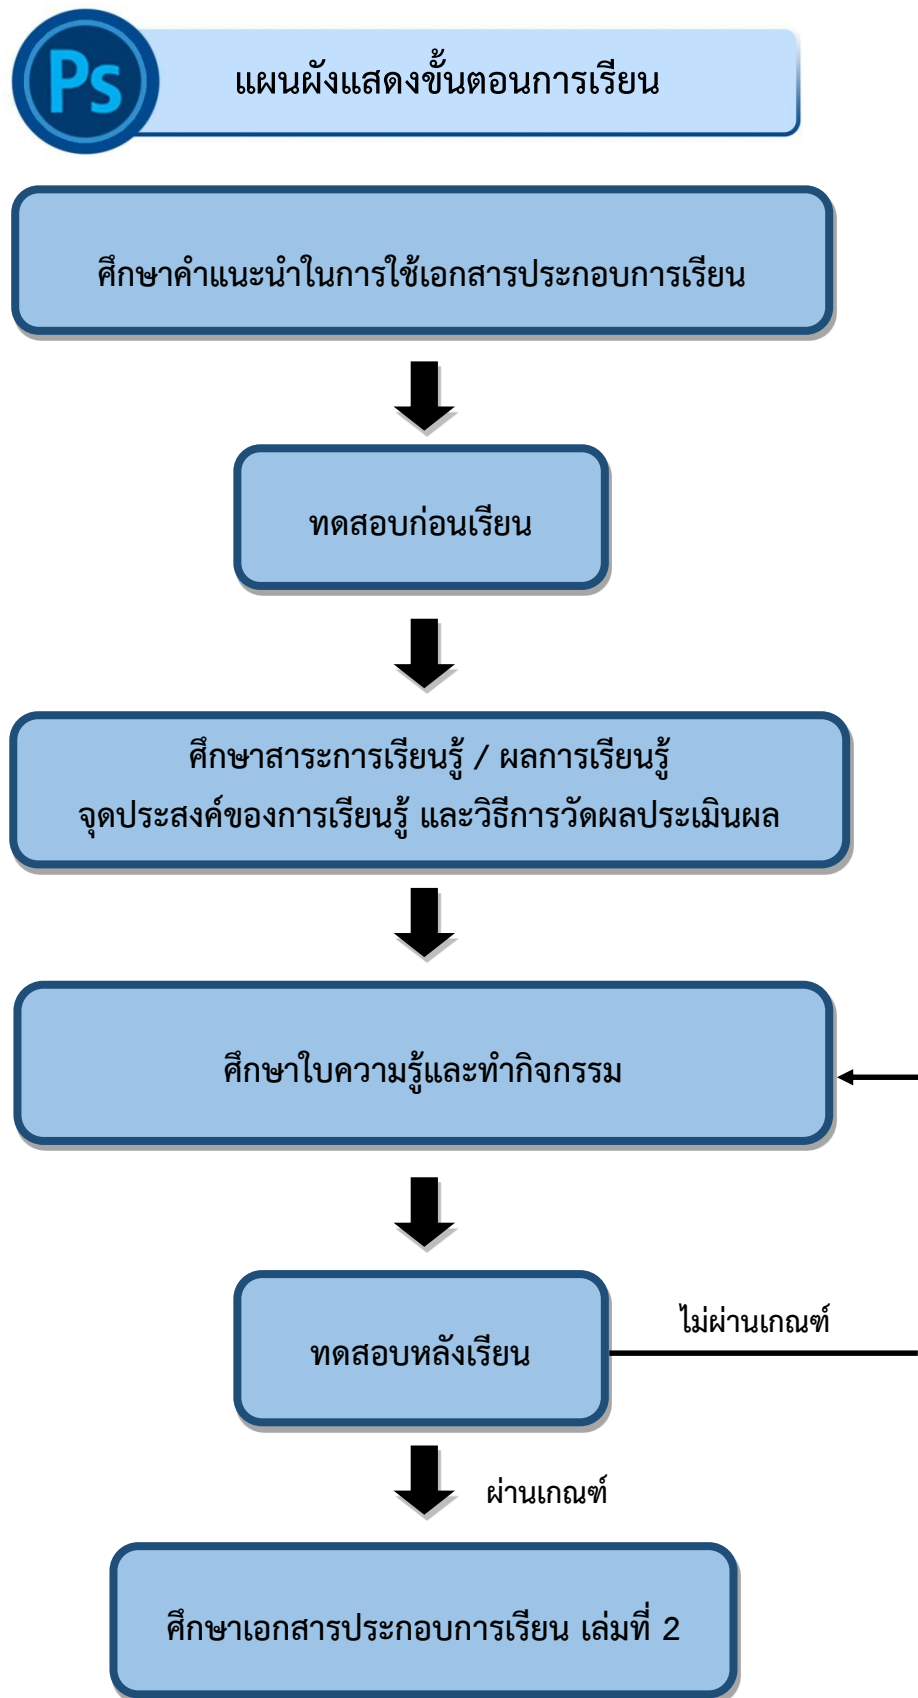 Ps
แผนผังแสดงขั้นตอนการเรียน
ศึกษาคำแนะนำในการใช้เอกสารประกอบการเรียน
ทดสอบก่อนเรียน
ศึกษาสาระการเรียนรู้ / ผลการเรียนรู้
จุดประสงค์ของการเรียนรู้ และวิธีการวัดผลประเมินผล
ศึกษาใบความรู้และทำกิจกรรม
ทดสอบหลังเรียน
ไม่ผ่านเกณฑ์
ผ่านเกณฑ์
ศึกษาเอกสารประกอบการเรียน เล่มที่ 2